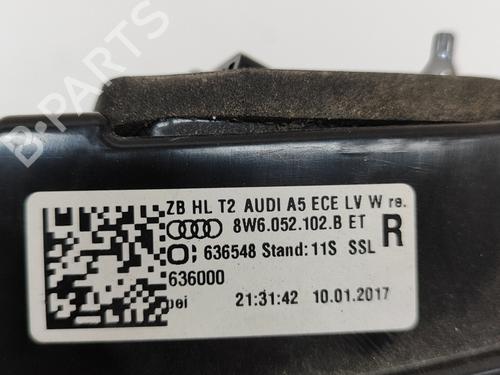 B-PARTS
ZB HL T2 AUDI A5 ECE LV W re.
8W6.052.102.B ET R
636548 Stand: 11S SSL
636000
21:31:42 10.01.2017